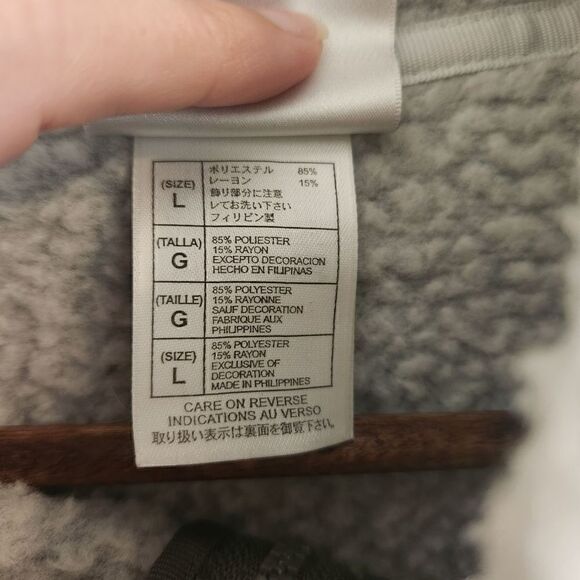 (SIZE)
L
ポリエステル 85%
レーヨン 15%
飾り部分に注意
レてお洗い下さい
フィリピン製
(TALLA)
G
85% POLIESTER
15% RAYON
EXCEPTO DECORACION
HECHO EN FILIPINAS
(TAILLE)
G
85% POLYESTER
15% RAYONNE
SAUF DECORATION
FABRIQUE AUX
PHILIPPINES
(SIZE)
L
85% POLYESTER
15% RAYON
EXCLUSIVE OF
DECORATION
MADE IN PHILIPPINES
CARE ON REVERSE
INDICATIONS AU VERSO
取り扱い表示は裏面を御覧下さい。